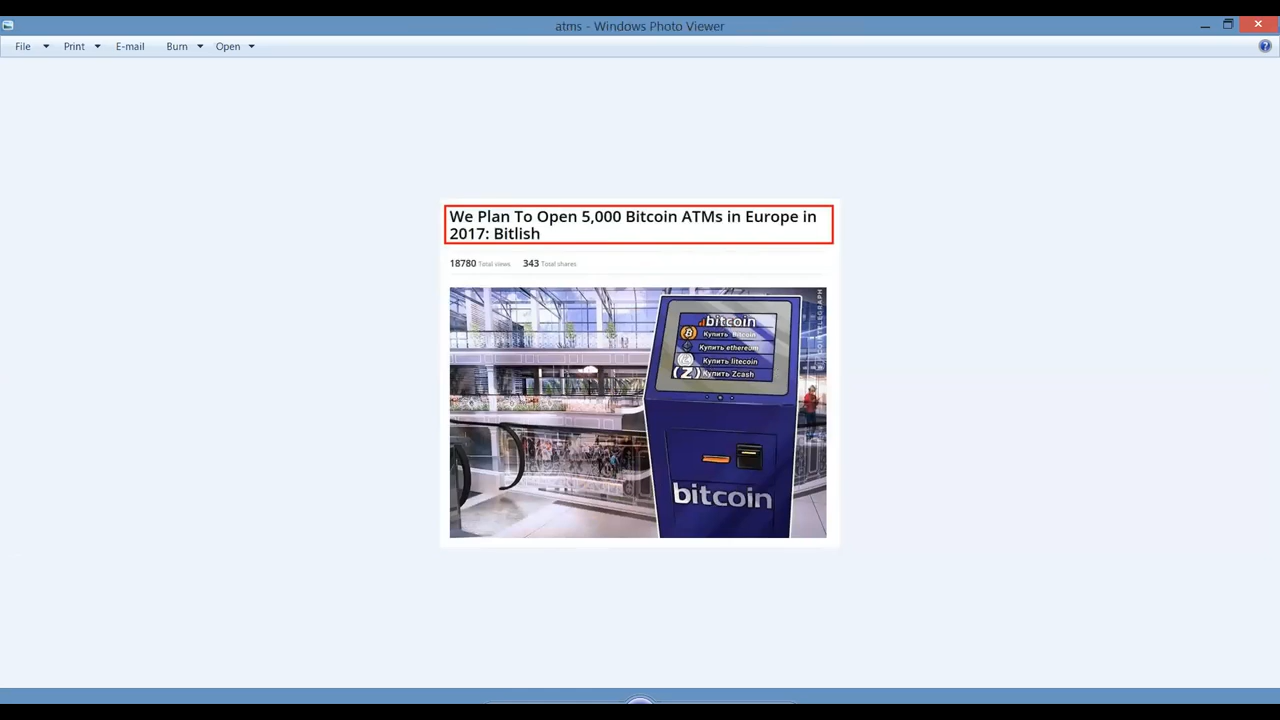 atms - Windows Photo Viewer
File Print E-mail Burn Open
We Plan To Open 5,000 Bitcoin ATMs in Europe in
2017: Bitlish
18780 Total views 343 Total shares
COINTELEGRAPH
bitcoin
Купить Bitcoin
Купить ethereum
Купить litecoin
Купить Zcash
bitcoin